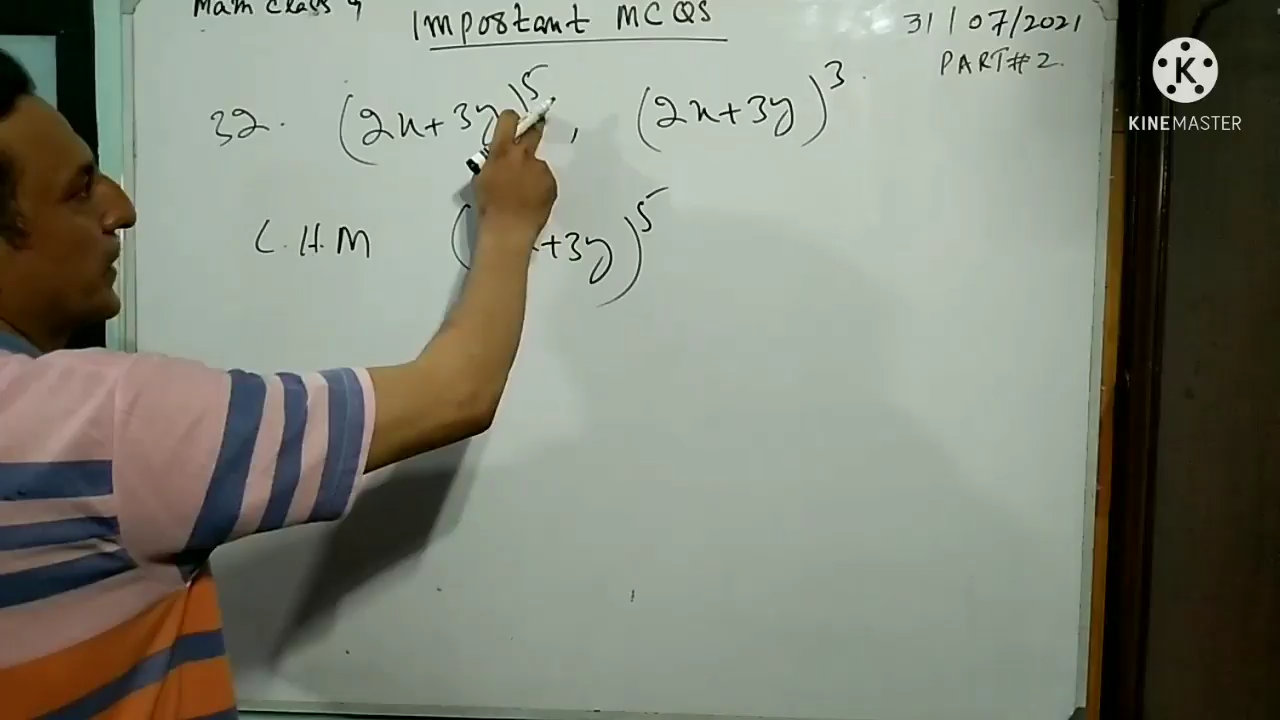 Math Class 9
Important MCQS
31/07/2021
PART#2.
32. (2x+3y)5, (2x+3y)3.
L.H.M (x+3y)5
KINEMASTER